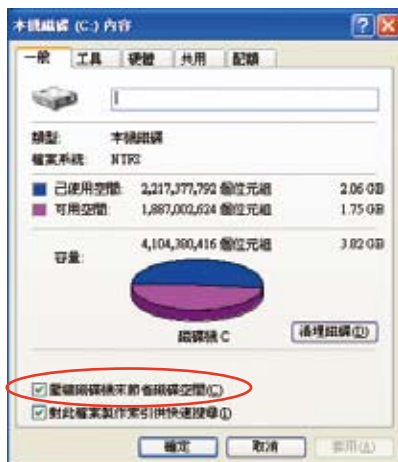 本機磁碟 (C:) 內容
一般 工具 硬體 共用 配額
類型: 本機磁碟
檔案系統: NTFS
已使用空間: 2,217,377,792 個位元組 2.06 GB
可用空間: 1,887,002,624 個位元組 1.75 GB
容量: 4,104,380,416 個位元組 3.82 GB
磁碟機 C
清理磁碟(D)
壓縮磁碟機來節省磁碟空間(C)
對此檔案製作索引供快速搜尋(I)
確定 取消 套用(A)